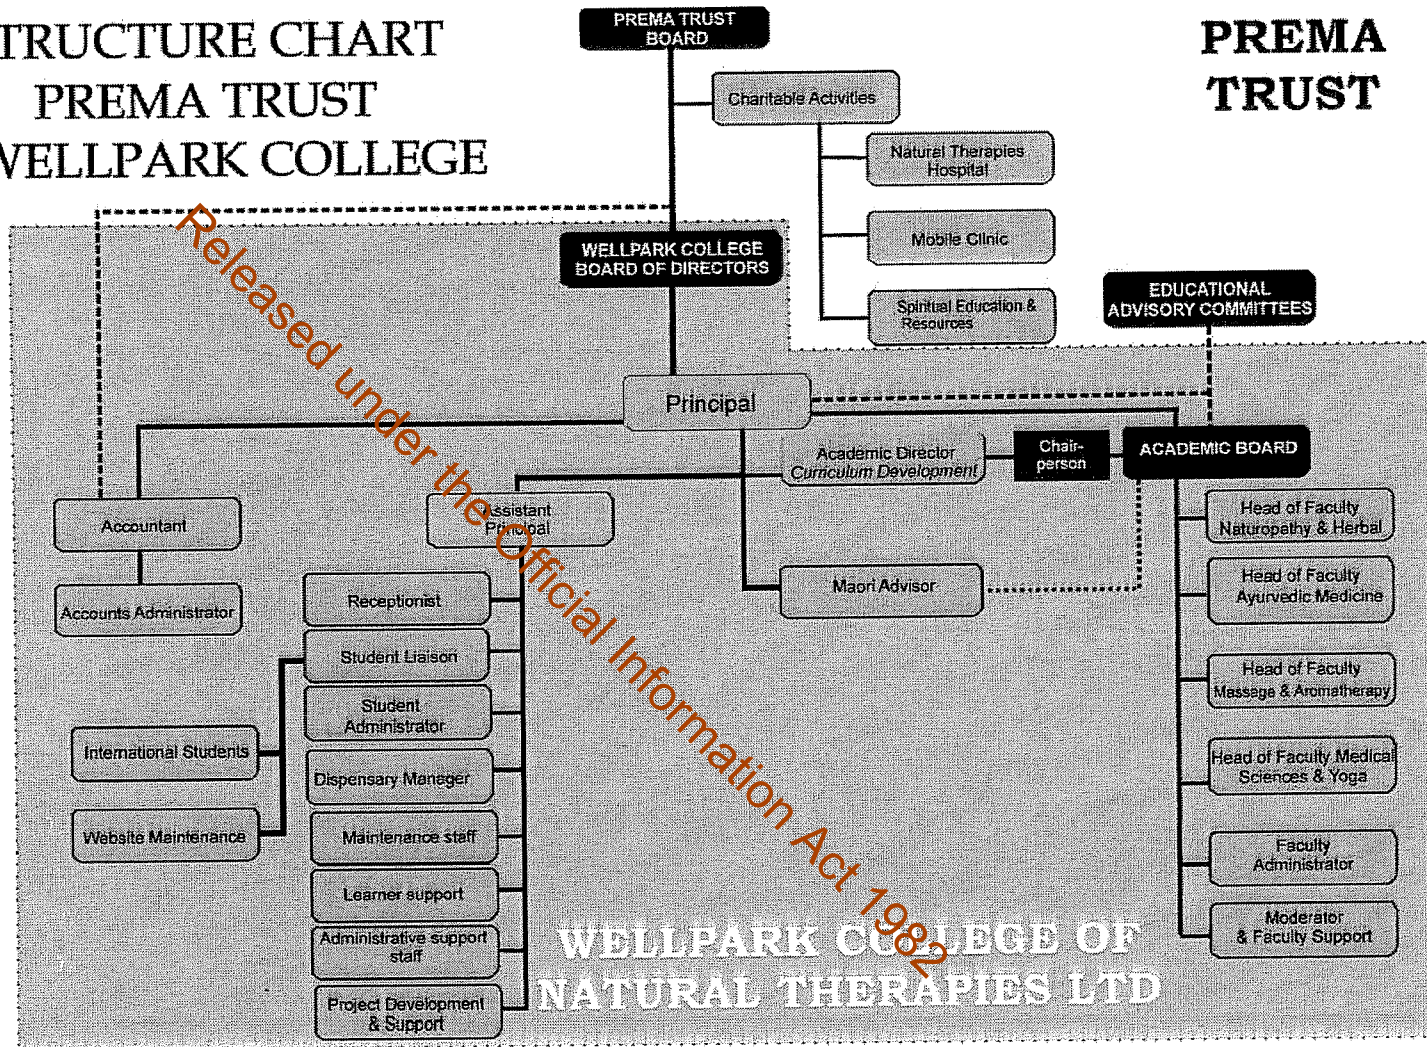 TRUCTURE CHART
PREMA TRUST
WELLPARK COLLEGE
PREMA TRUST
BOARD
PREMA
TRUST
Charitable Activities
Natural Therapies
Hospital
Mobile Clinic
Spiritual Education &
Resources
WELLPARK COLLEGE
BOARD OF DIRECTORS
EDUCATIONAL
ADVISORY COMMITTEES
Principal
Academic Director
Curriculum Development
Chair-
person
ACADEMIC BOARD
Accountant
Accounts Administrator
Assistant
Principal
Maori Advisor
Receptionist
Student Liaison
Student
Administrator
Dispensary Manager
Maintenance staff
Learner support
Administrative support
staff
Project Development
& Support
International Students
Website Maintenance
Head of Faculty
Naturopathy & Herbal
Head of Faculty
Ayurvedic Medicine
Head of Faculty
Massage & Aromatherapy
Head of Faculty Medical
Sciences & Yoga
Faculty
Administrator
Moderator
& Faculty Support
WELLPARK COLLEGE OF
NATURAL THERAPIES LTD
Released under the Official Information Act 1982